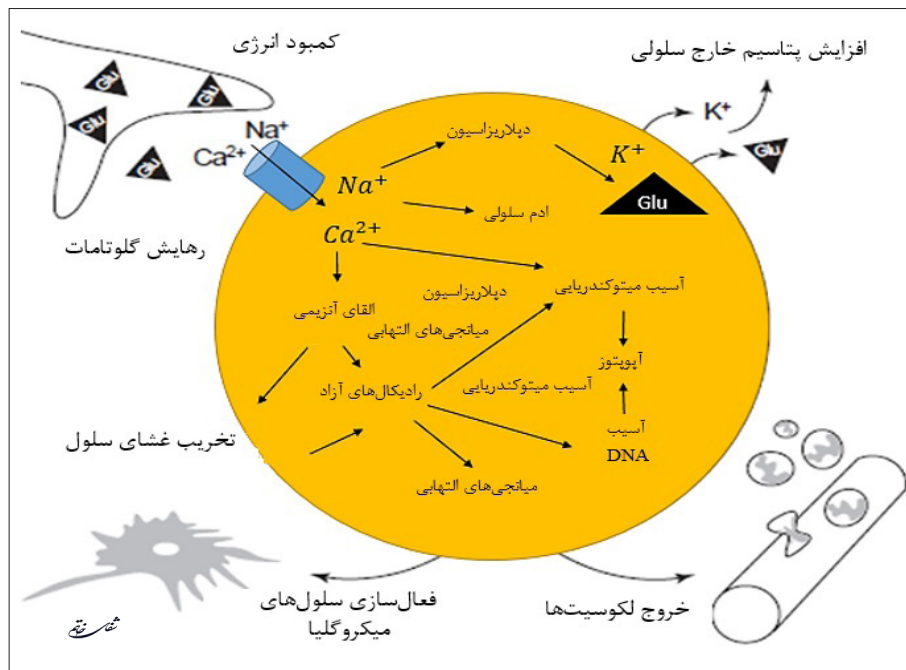 کمبود انرژی
افزایش پتاسیم خارج سلولی
Glu
Glu
Glu
Glu
Na⁺
Ca²⁺
K⁺
Glu
دپلاریزاسیون
K⁺
Na⁺
Glu
ادم سلولی
Ca²⁺
رهایش گلوتامات
آسیب میتوکندریایی
دپلاریزاسیون
القای آنزیمی
میانجی‌های التهابی
آپوپتوز
رادیکال‌های آزاد
آسیب میتوکندریایی
تخریب غشای سلول
آسیب
DNA
میانجی‌های التهابی
فعال‌سازی سلول‌های
میکروگلیا
خروج لکوسیت‌ها